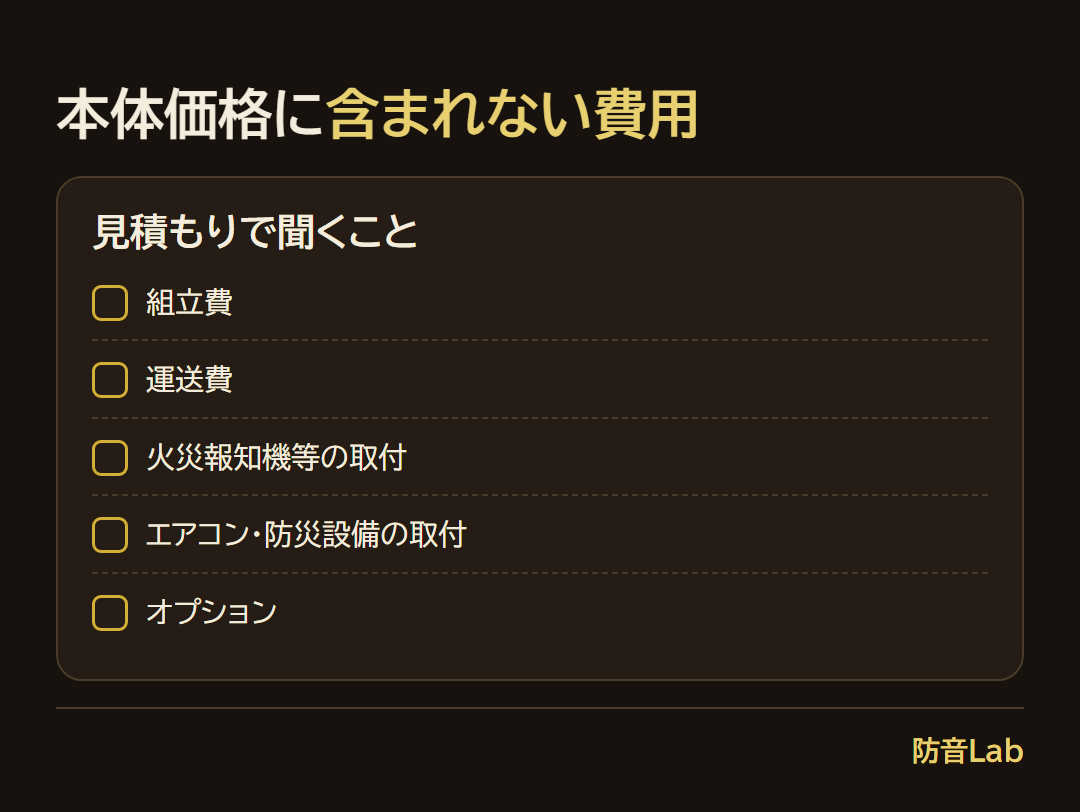 本体価格に含まれない費用
見積もりで聞くこと
組立費
運送費
火災報知機等の取付
エアコン・防災設備の取付
オプション
防音Lab